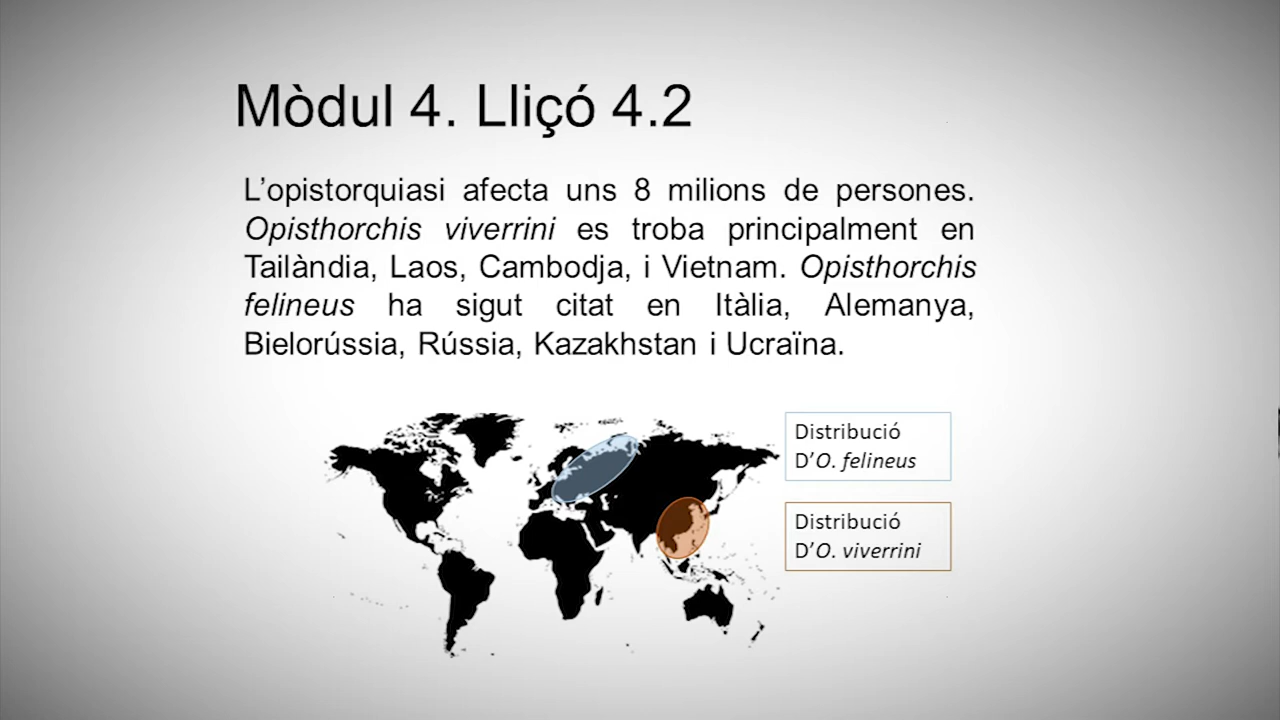 Mòdul 4. Lliçó 4.2
L’opistorquiasi afecta uns 8 milions de persones.
Opisthorchis viverrini es troba principalment en
Tailàndia, Laos, Cambodja, i Vietnam. Opisthorchis
felineus ha sigut citat en Itàlia, Alemanya,
Bielorússia, Rússia, Kazakhstan i Ucraïna.
Distribució
D’O. felineus
Distribució
D’O. viverrini